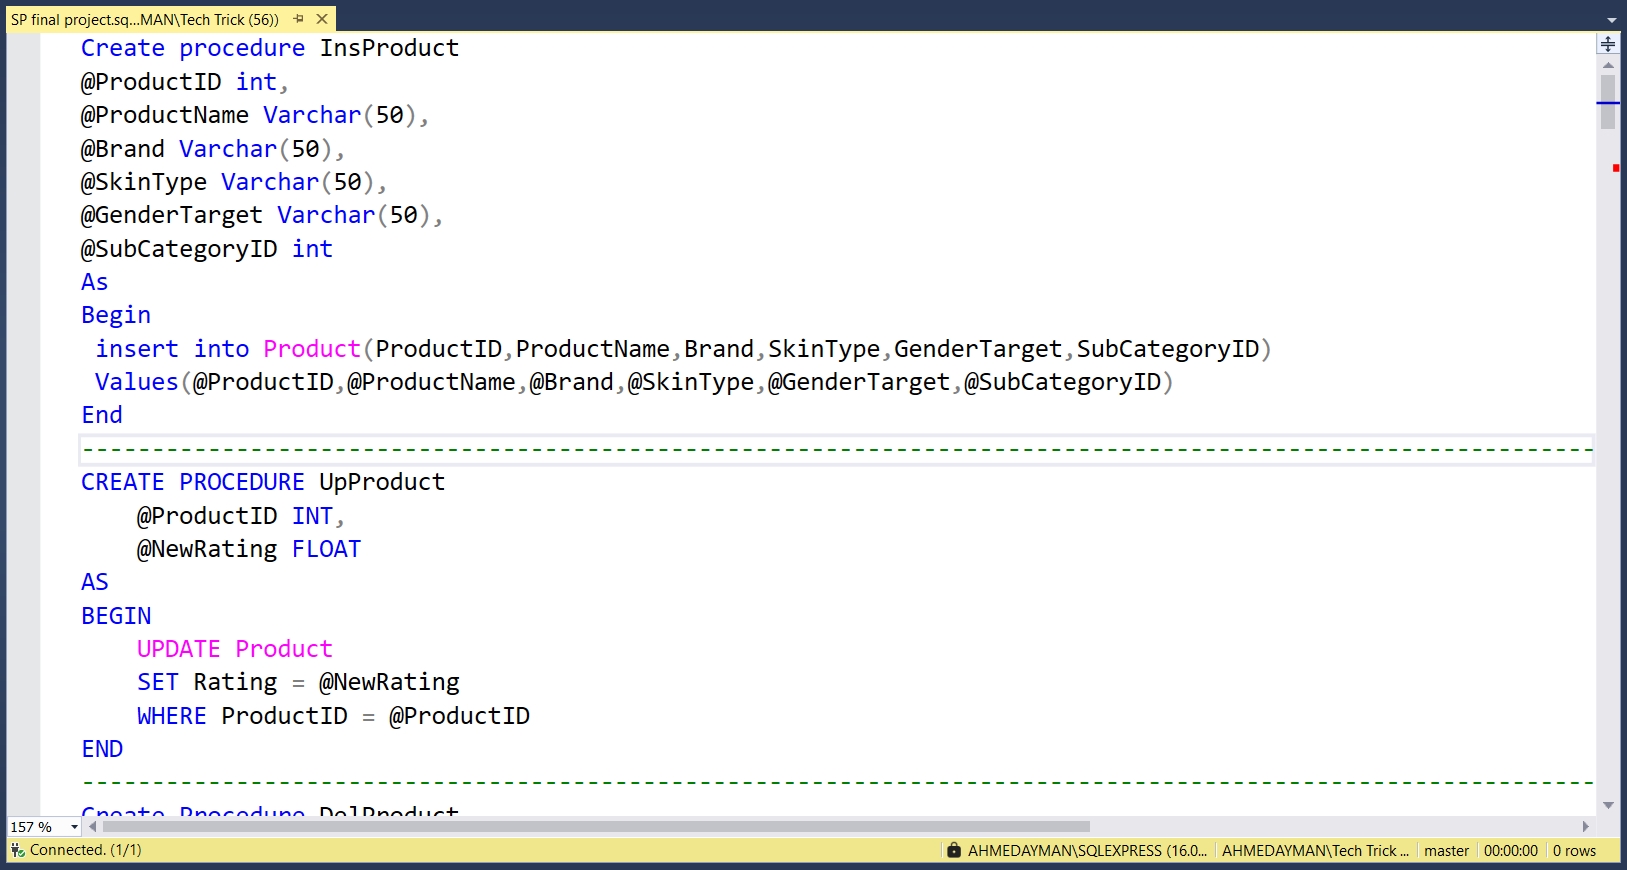 SP final project.sq...MAN\Tech Trick (56))
Create procedure InsProduct
@ProductID int,
@ProductName Varchar(50),
@Brand Varchar(50),
@SkinType Varchar(50),
@GenderTarget Varchar(50),
@SubCategoryID int
As
Begin
insert into Product(ProductID,ProductName,Brand,SkinType,GenderTarget,SubCategoryID)
Values(@ProductID,@ProductName,@Brand,@SkinType,@GenderTarget,@SubCategoryID)
End
------------------------------------------------------------------------------------------------------------
CREATE PROCEDURE UpProduct
@ProductID INT,
@NewRating FLOAT
AS
BEGIN
UPDATE Product
SET Rating = @NewRating
WHERE ProductID = @ProductID
END
------------------------------------------------------------------------------------------------------------
Create Procedure DelProduct
157 %
Connected. (1/1) AHMEDAYMAN\SQLEXPRESS (16.0... AHMEDAYMAN\Tech Trick ... master 00:00:00 0 rows